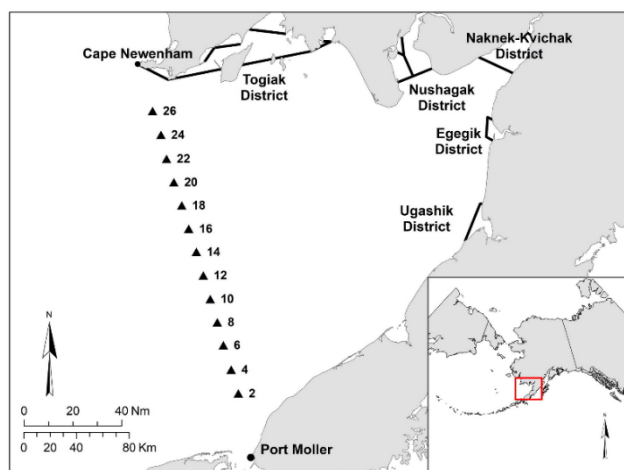 Cape Newenham
Togiak
District
Naknek-Kvichak
District
Nushagak
District
Egegik
District
Ugashik
District
26
24
22
20
18
16
14
12
10
8
6
4
2
N
0 20 40 Nm
0 20 40 60 80 Km
Port Moller
N